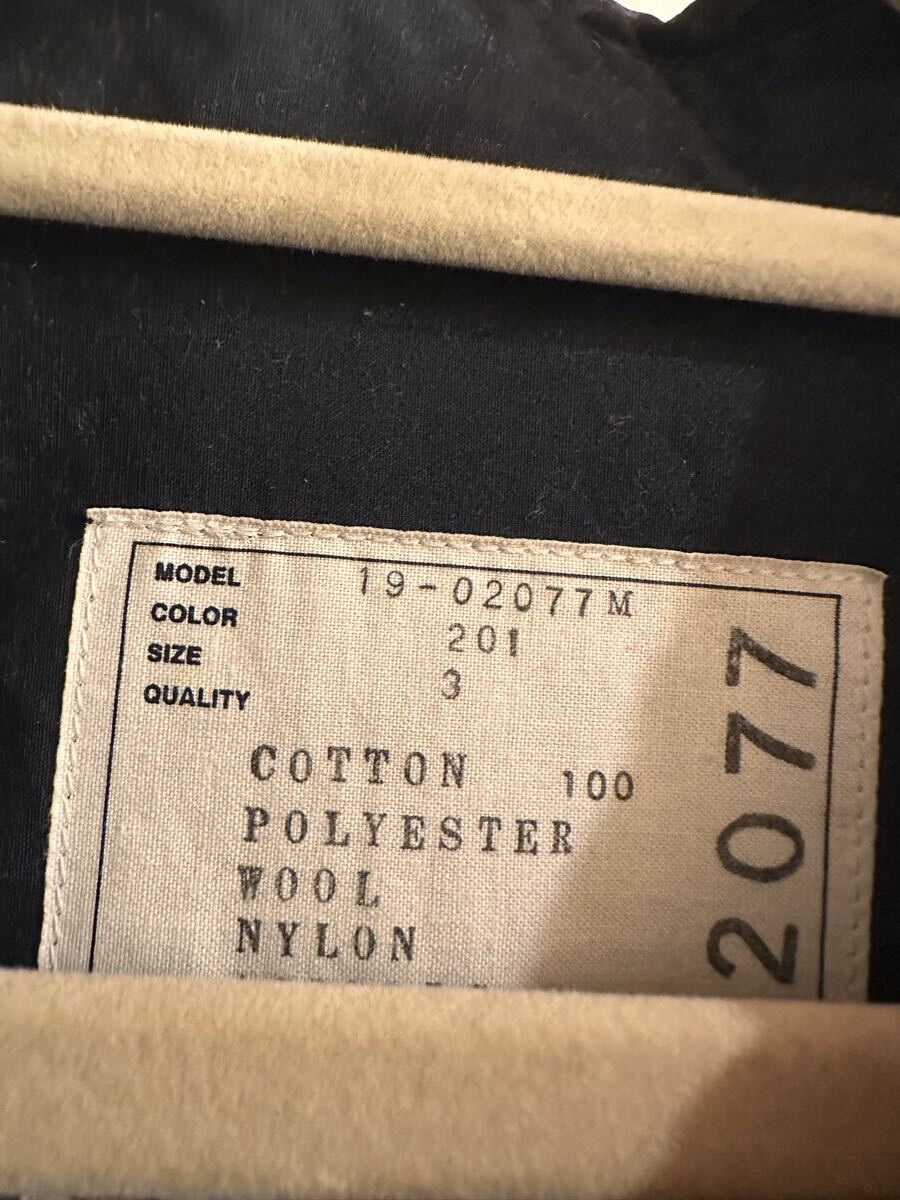 MODEL 19-02077M
COLOR 201
SIZE 3
QUALITY
COTTON 100
POLYESTER
WOOL
NYLON
2077